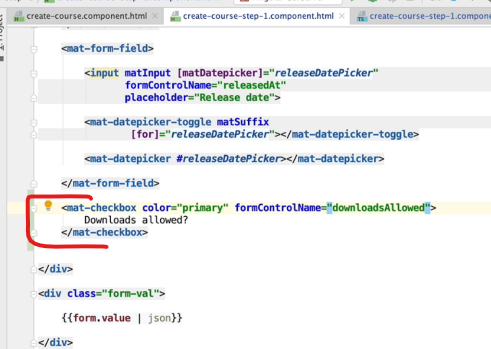 create-course.component.html create-course-step-1.component.html create-course-step-1.compone
<mat-form-field>
<input matInput [matDatepicker]="releaseDatePicker"
formControlName="releasedAt"
placeholder="Release date">
<mat-datepicker-toggle matSuffix
[for]="releaseDatePicker"></mat-datepicker-toggle>
<mat-datepicker #releaseDatePicker></mat-datepicker>
</mat-form-field>
<mat-checkbox color="primary" formControlName="downloadsAllowed">
Downloads allowed?
</mat-checkbox>
</div>
<div class="form-val">
{{form.value | json}}
</div>